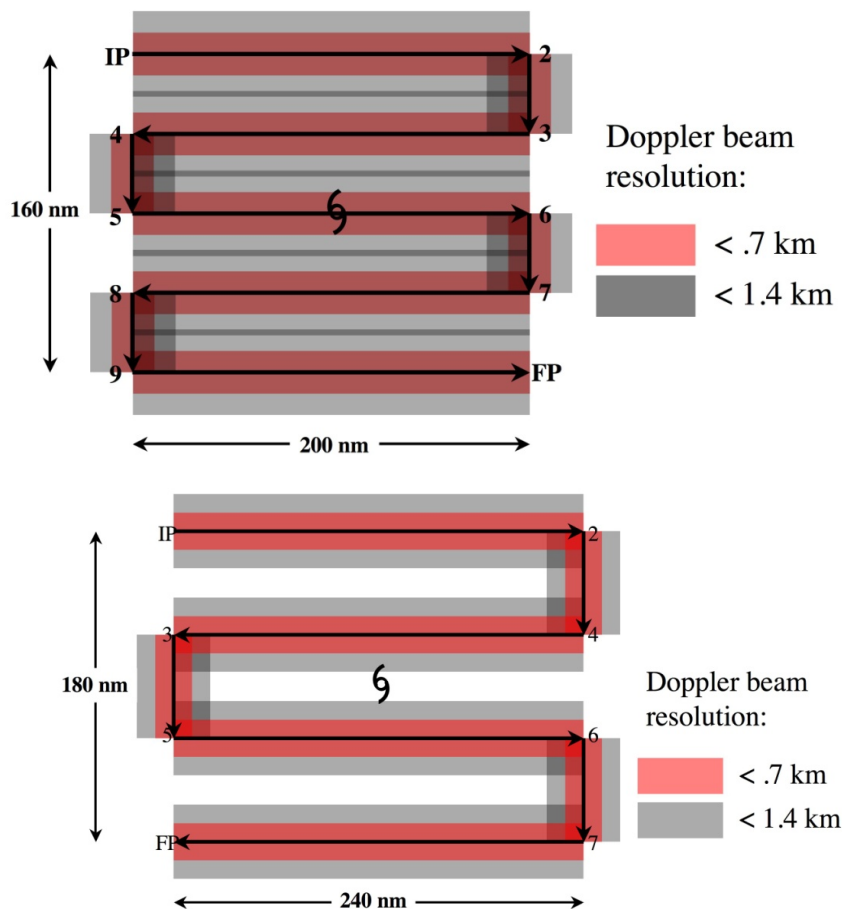 IP
2
4
3
5
6
8
7
9
FP
160 nm
200 nm
Doppler beam
resolution:
< .7 km
< 1.4 km
IP
2
3
4
5
6
FP
7
180 nm
240 nm
Doppler beam
resolution:
< .7 km
< 1.4 km